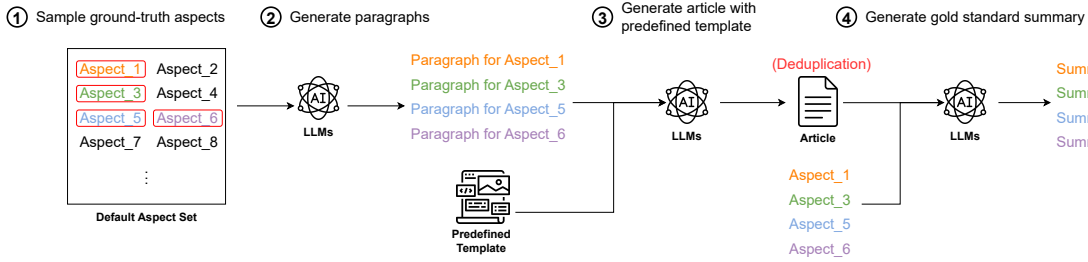 1 Sample ground-truth aspects
2 Generate paragraphs
3 Generate article with
predefined template
4 Generate gold standard summary
Aspect_1 Aspect_2
Aspect_3 Aspect_4
Aspect_5 Aspect_6
Aspect_7 Aspect_8
⋮
Default Aspect Set
AI
LLMs
Paragraph for Aspect_1
Paragraph for Aspect_3
Paragraph for Aspect_5
Paragraph for Aspect_6
Predefined
Template
AI
LLMs
(Deduplication)
Article
Aspect_1
Aspect_3
Aspect_5
Aspect_6
AI
LLMs